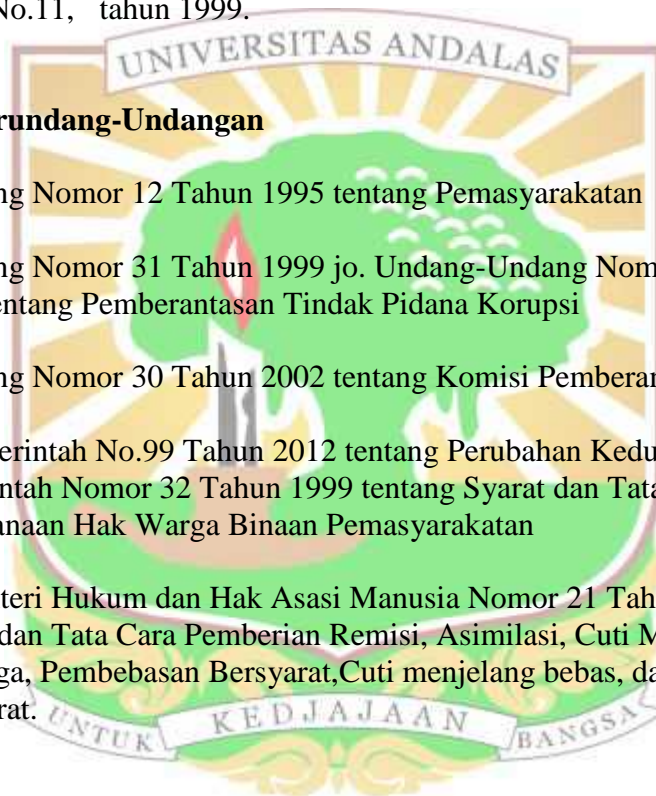 No.11, tahun 1999.
UNIVERSITAS ANDALAS
rundang-Undangan
ng Nomor 12 Tahun 1995 tentang Pemasyarakatan
ng Nomor 31 Tahun 1999 jo. Undang-Undang Nom
entang Pemberantasan Tindak Pidana Korupsi
ng Nomor 30 Tahun 2002 tentang Komisi Pemberan
erintah No.99 Tahun 2012 tentang Perubahan Kedu
ntah Nomor 32 Tahun 1999 tentang Syarat dan Tata
anaan Hak Warga Binaan Pemasyarakatan
teri Hukum dan Hak Asasi Manusia Nomor 21 Tah
dan Tata Cara Pemberian Remisi, Asimilasi, Cuti M
ga, Pembebasan Bersyarat,Cuti menjelang bebas, da
rat.
UNTUK KEDJAJAAN BANGSA